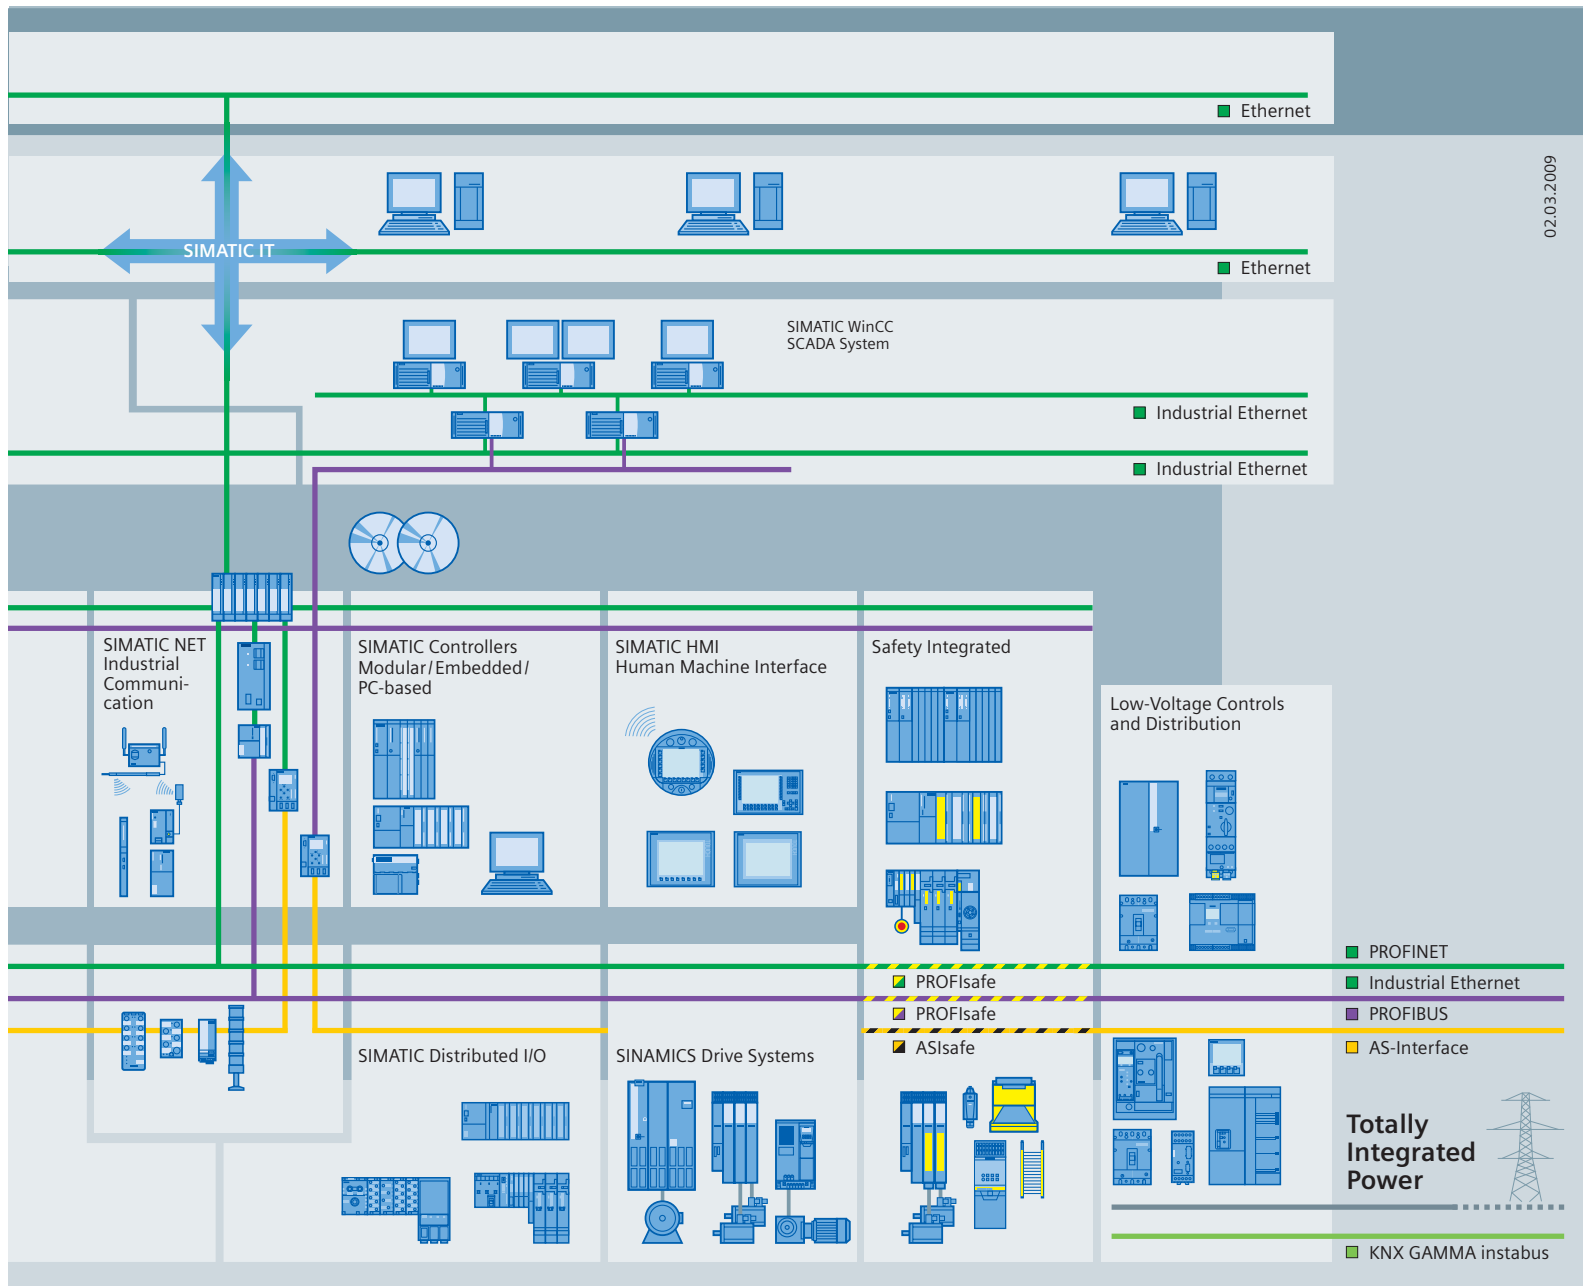 Ethernet
02.03.2009
SIMATIC IT
Ethernet
SIMATIC WinCC
SCADA System
Industrial Ethernet
Industrial Ethernet
SIMATIC NET
Industrial
Communi-
cation
SIMATIC Controllers
Modular/Embedded/
PC-based
SIMATIC HMI
Human Machine Interface
Safety Integrated
Low-Voltage Controls
and Distribution
PROFINET
PROFIsafe
Industrial Ethernet
PROFIsafe
PROFIBUS
ASIsafe
AS-Interface
SIMATIC Distributed I/O
SINAMICS Drive Systems
Totally
Integrated
Power
KNX GAMMA instabus